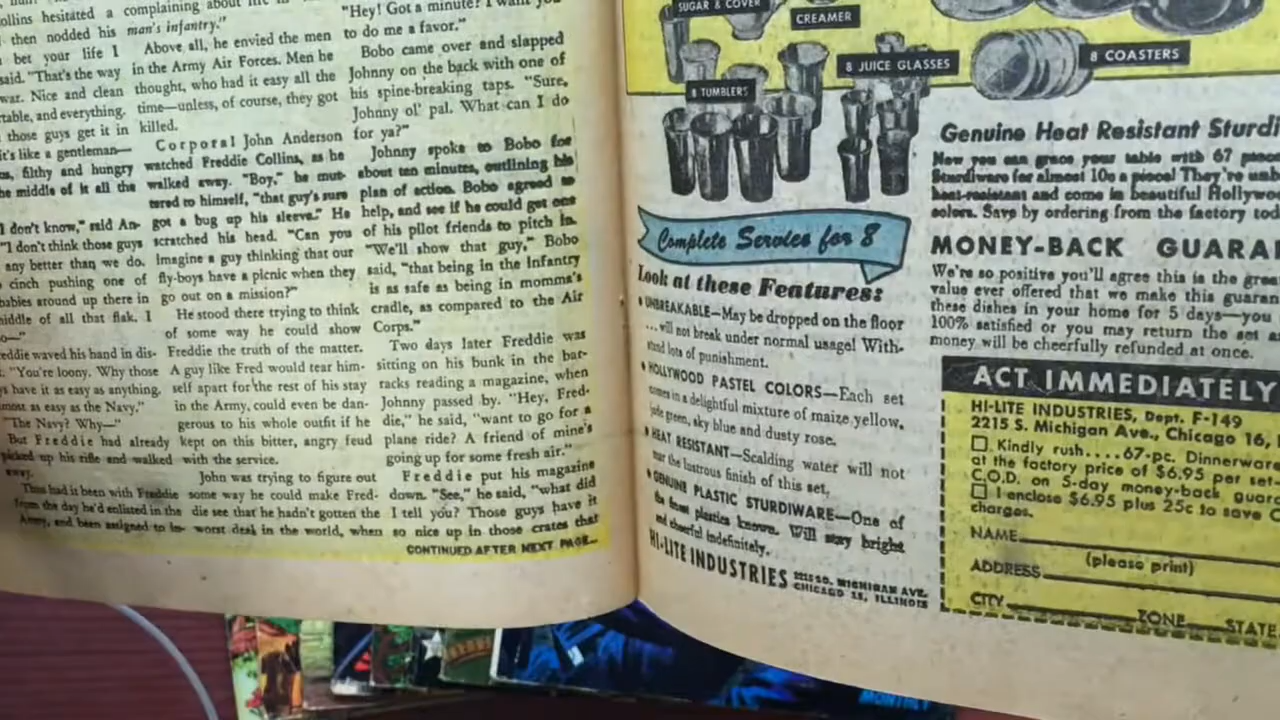 ollins hesitated a
then nodded his
bet your life I
said. "That's the way
war. Nice and clean
table, and everything.
those guys get it in
it's like a gentleman—
filthy and hungry
he middle of it all the
I don't know," said An-
"I don't think those guys
any better than we do.
cinch pushing one of
babies around up there in
middle of all that flak. I
eddie waved his hand in dis-
"You're loony. Why those
have it as easy as anything.
most as easy as the Navy."
"The Navy? Why—"
But Freddie had already
picked up his rifle and walked
away.
Thus had it been with Freddie
from the day he'd enlisted in the
Army, and been assigned to in-
complaining about
man's infantry."
Above all, he envied the men
in the Army Air Forces. Men he
thought, who had it easy all the
time—unless, of course, they got
killed.
Corporal John Anderson
watched Freddie Collins, as he
walked away. "Boy," he mut-
tered to himself, "that guy's sure
got a bug up his sleeve." He
scratched his head. "Can you
imagine a guy thinking that our
fly-boys have a picnic when they
go out on a mission?"
He stood there trying to think
of some way he could show
Freddie the truth of the matter.
A guy like Fred would tear him-
self apart for the rest of his stay
in the Army, could even be dan-
gerous to his whole outfit if he
kept on this bitter, angry feud
with the service.
John was trying to figure out
some way he could make Fred-
die see that he hadn't gotten the
worst deal in the world, when
"Hey! Got a minute? I want you
to do me a favor."
Bobo came over and slapped
Johnny on the back with one of
his spine-breaking taps. "Sure,
Johnny ol' pal. What can I do
for ya?"
Johnny spoke to Bobo for
about ten minutes, outlining his
plan of action. Bobo agreed to
help, and see if he could get one
of his pilot friends to pitch in.
"We'll show that guy," Bobo
said, "that being in the Infantry
is as safe as being in momma's
cradle, as compared to the Air
Corps."
Two days later Freddie was
sitting on his bunk in the bar-
racks reading a magazine, when
Johnny passed by. "Hey, Fred-
die," he said, "want to go for a
plane ride? A friend of mine's
going up for some fresh air."
Freddie put his magazine
down. "See," he said, "what did
I tell you? Those guys have it
so nice up in those crates that
CONTINUED AFTER NEXT PAGE...
SUGAR & COVER
CREAMER
8 JUICE GLASSES
8 COASTERS
8 TUMBLERS
Complete Service for 8
Look at these Features:
• UNBREAKABLE—May be dropped on the floor
... will not break under normal usage! With-
stand lots of punishment.
• HOLLYWOOD PASTEL COLORS—Each set
comes in a delightful mixture of maize yellow,
jade green, sky blue and dusty rose.
• HEAT RESISTANT—Scalding water will not
mar the lustrous finish of this set.
• GENUINE PLASTIC STURDIWARE—One of
the finest plastics known. Will stay bright
and cheerful indefinitely.
HI-LITE INDUSTRIES 2215 SO. MICHIGAN AVE.
CHICAGO 16, ILLINOIS
Genuine Heat Resistant Sturdi
Now you can grace your table with 67 pieces
Sturdiware for almost 10c a piece! They're unb
heat-resistant and come in beautiful Hollywo
colors. Save by ordering from the factory tod
MONEY-BACK GUARA
We're so positive you'll agree this is the grea
value ever offered that we make this guaran
these dishes in your home for 5 days—you
100% satisfied or you may return the set a
money will be cheerfully refunded at once.
ACT IMMEDIATELY
HI-LITE INDUSTRIES, Dept. F-149
2215 S. Michigan Ave., Chicago 16, I
Kindly rush....67-pc. Dinnerware
at the factory price of $6.95 per set—
C.O.D. on 5-day money-back guara
I enclose $6.95 plus 25c to save C
charges.
NAME
(please print)
ADDRESS
CITY ZONE STATE
MONTHLY